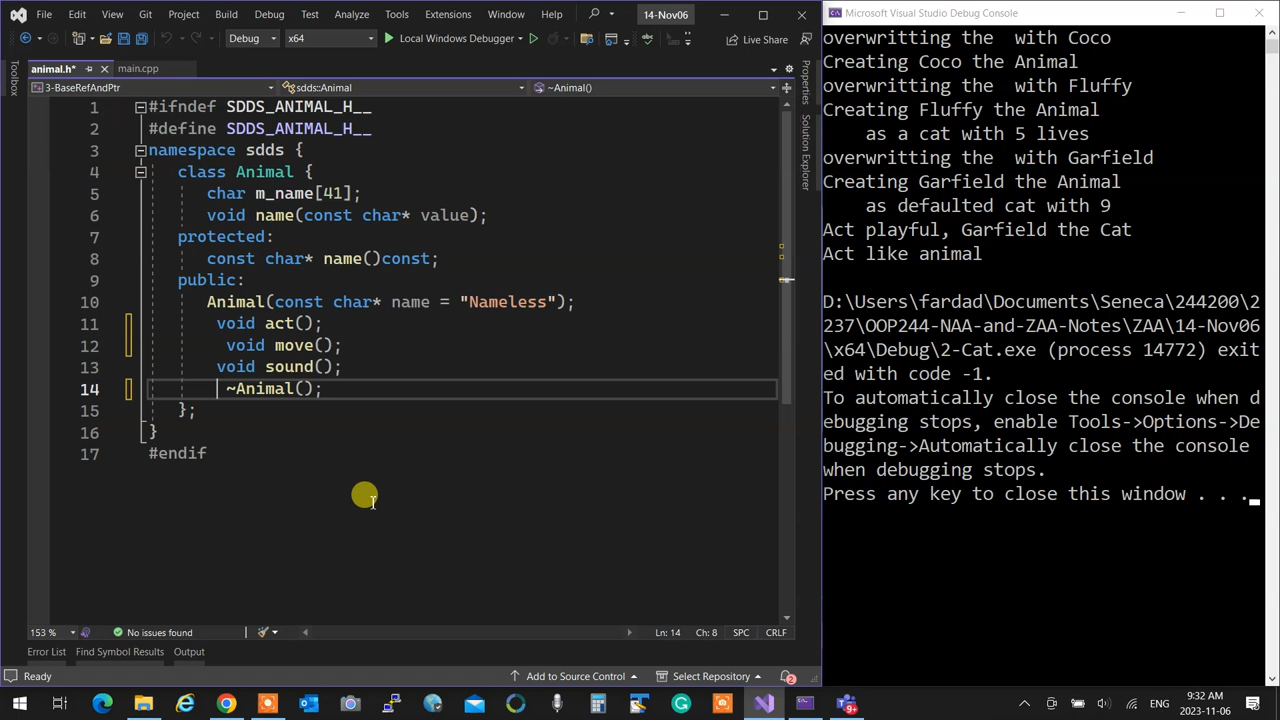 File Edit View Git Project Build Debug Test Analyze Tools Extensions Window Help 14-Nov06
Debug x64 Local Windows Debugger Live Share
animal.h* main.cpp
3-BaseRefAndPtr sdds::Animal ~Animal()
Toolbox
Properties
Solution Explorer
1 #ifndef SDDS_ANIMAL_H__
2 #define SDDS_ANIMAL_H__
3 namespace sdds {
4 class Animal {
5 char m_name[41];
6 void name(const char* value);
7 protected:
8 const char* name()const;
9 public:
10 Animal(const char* name = "Nameless");
11 void act();
12 void move();
13 void sound();
14 ~Animal();
15 };
16 }
17 #endif
153 % No issues found Ln: 14 Ch: 8 SPC CRLF
Error List Find Symbol Results Output
Ready Add to Source Control Select Repository 2
Microsoft Visual Studio Debug Console
overwritting the  with Coco
Creating Coco the Animal
overwritting the  with Fluffy
Creating Fluffy the Animal
as a cat with 5 lives
overwritting the  with Garfield
Creating Garfield the Animal
as defaulted cat with 9
Act playful, Garfield the Cat
Act like animal
D:\Users\fardad\Documents\Seneca\244200\2
237\OOP244-NAA-and-ZAA-Notes\ZAA\14-Nov06
\x64\Debug\2-Cat.exe (process 14772) exit
ed with code -1.
To automatically close the console when d
ebugging stops, enable Tools->Options->De
bugging->Automatically close the console
when debugging stops.
Press any key to close this window . . .
9+ ENG 9:32 AM
2023-11-06